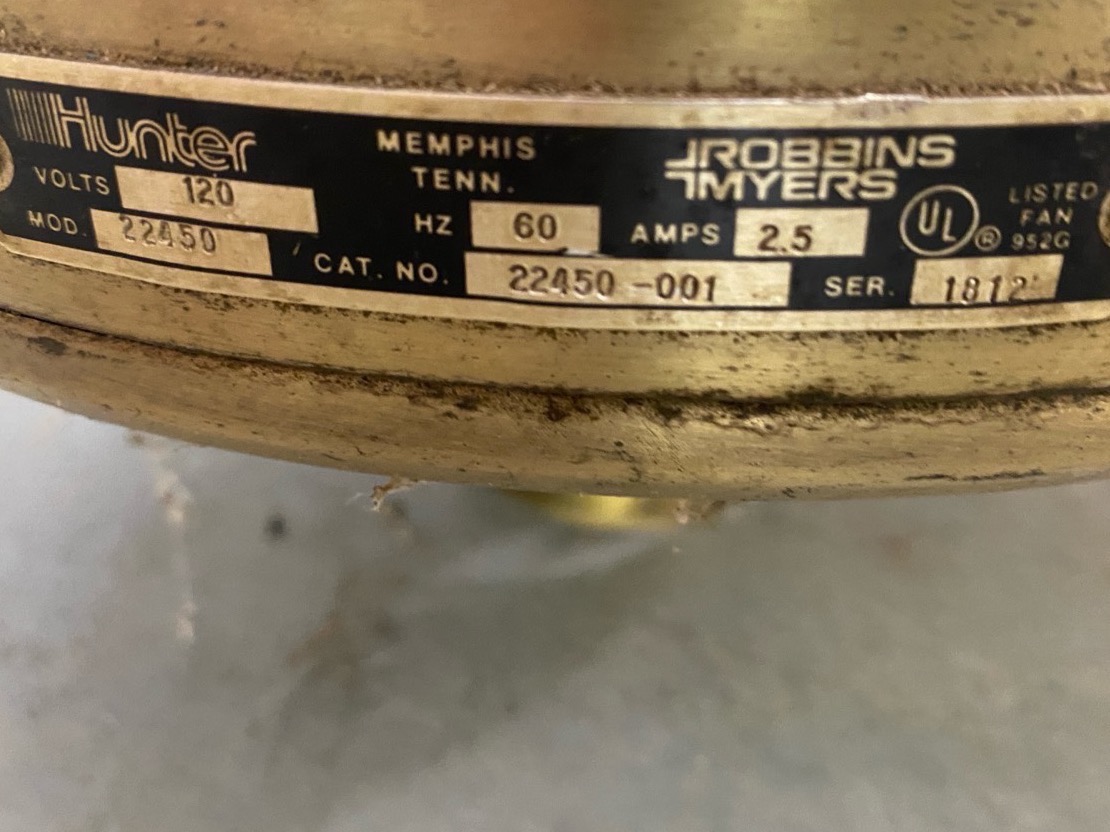 Hunter
MEMPHIS
TENN.
ROBBINS
MYERS
VOLTS 120
HZ 60
AMPS 2.5
UL ®
LISTED
FAN
952G
MOD. 22450
CAT. NO. 22450-001
SER. 1812